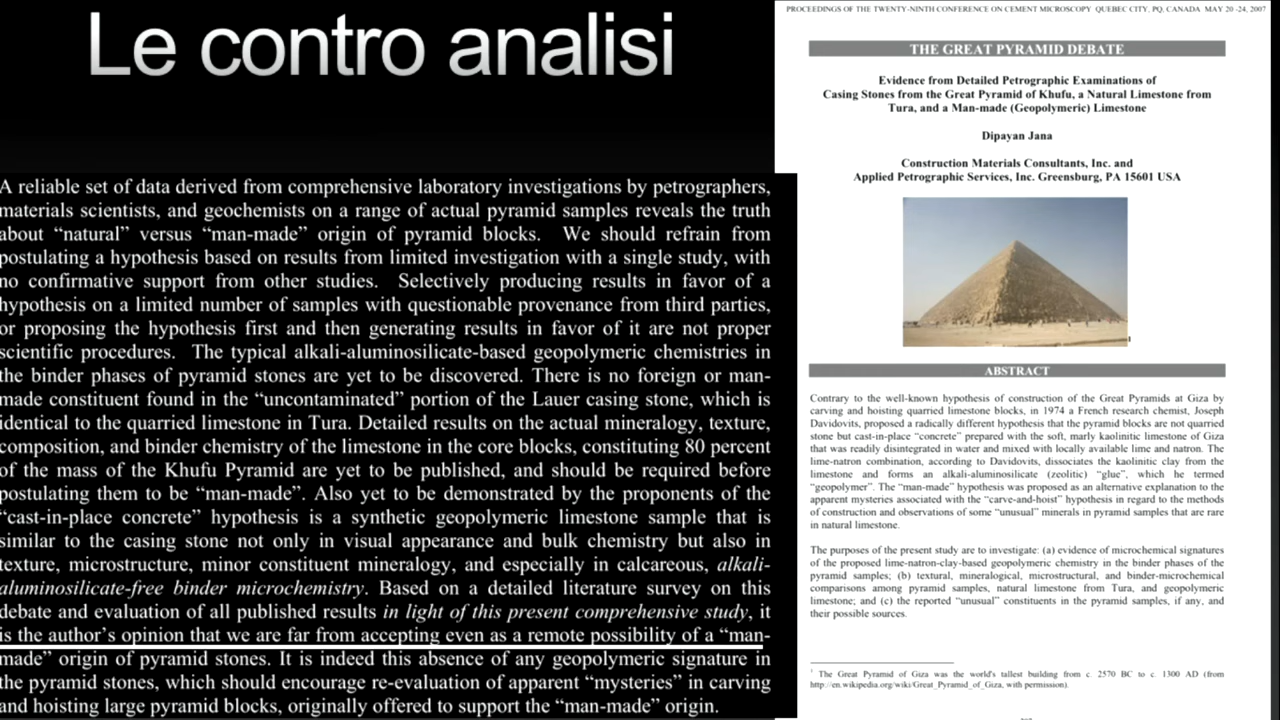 Le contro analisi
A reliable set of data derived from comprehensive laboratory investigations by petrographers,
materials scientists, and geochemists on a range of actual pyramid samples reveals the truth
about “natural” versus “man-made” origin of pyramid blocks. We should refrain from
postulating a hypothesis based on results from limited investigation with a single study, with
no confirmative support from other studies. Selectively producing results in favor of a
hypothesis on a limited number of samples with questionable provenance from third parties,
or proposing the hypothesis first and then generating results in favor of it are not proper
scientific procedures. The typical alkali-aluminosilicate-based geopolymeric chemistries in
the binder phases of pyramid stones are yet to be discovered. There is no foreign or man-
made constituent found in the “uncontaminated” portion of the Lauer casing stone, which is
identical to the quarried limestone in Tura. Detailed results on the actual mineralogy, texture,
composition, and binder chemistry of the limestone in the core blocks, constituting 80 percent
of the mass of the Khufu Pyramid are yet to be published, and should be required before
postulating them to be “man-made”. Also yet to be demonstrated by the proponents of the
“cast-in-place concrete” hypothesis is a synthetic geopolymeric limestone sample that is
similar to the casing stone not only in visual appearance and bulk chemistry but also in
texture, microstructure, minor constituent mineralogy, and especially in calcareous, alkali-
aluminosilicate-free binder microchemistry. Based on a detailed literature survey on this
debate and evaluation of all published results in light of this present comprehensive study, it
is the author’s opinion that we are far from accepting even as a remote possibility of a “man-
made” origin of pyramid stones. It is indeed this absence of any geopolymeric signature in
the pyramid stones, which should encourage re-evaluation of apparent “mysteries” in carving
and hoisting large pyramid blocks, originally offered to support the “man-made” origin.
PROCEEDINGS OF THE TWENTY-NINTH CONFERENCE ON CEMENT MICROSCOPY QUEBEC CITY, PQ, CANADA MAY 20 -24, 2007
THE GREAT PYRAMID DEBATE
Evidence from Detailed Petrographic Examinations of
Casing Stones from the Great Pyramid of Khufu, a Natural Limestone from
Tura, and a Man-made (Geopolymeric) Limestone
Dipayan Jana
Construction Materials Consultants, Inc. and
Applied Petrographic Services, Inc. Greensburg, PA 15601 USA
1
ABSTRACT
Contrary to the well-known hypothesis of construction of the Great Pyramids at Giza by
carving and hoisting quarried limestone blocks, in 1974 a French research chemist, Joseph
Davidovits, proposed a radically different hypothesis that the pyramid blocks are not quarried
stone but cast-in-place “concrete” prepared with the soft, marly kaolinitic limestone of Giza
that was readily disintegrated in water and mixed with locally available lime and natron. The
lime-natron combination, according to Davidovits, dissociates the kaolinitic clay from the
limestone and forms an alkali-aluminosilicate (zeolitic) “glue”, which he termed
“geopolymer”. The “man-made” hypothesis was proposed as an alternative explanation to the
apparent mysteries associated with the “carve-and-hoist” hypothesis in regard to the methods
of construction and observations of some “unusual” minerals in pyramid samples that are rare
in natural limestone.
The purposes of the present study are to investigate: (a) evidence of microchemical signatures
of the proposed lime-natron-clay-based geopolymeric chemistry in the binder phases of the
pyramid samples; (b) textural, mineralogical, microstructural, and binder-microchemical
comparisons among pyramid samples, natural limestone from Tura, and geopolymeric
limestone; and (c) the reported “unusual” constituents in the pyramid samples, if any, and
their possible sources.
1 The Great Pyramid of Giza was the world's tallest building from c. 2570 BC to c. 1300 AD (from
http://en.wikipedia.org/wiki/Great_Pyramid_of_Giza, with permission).